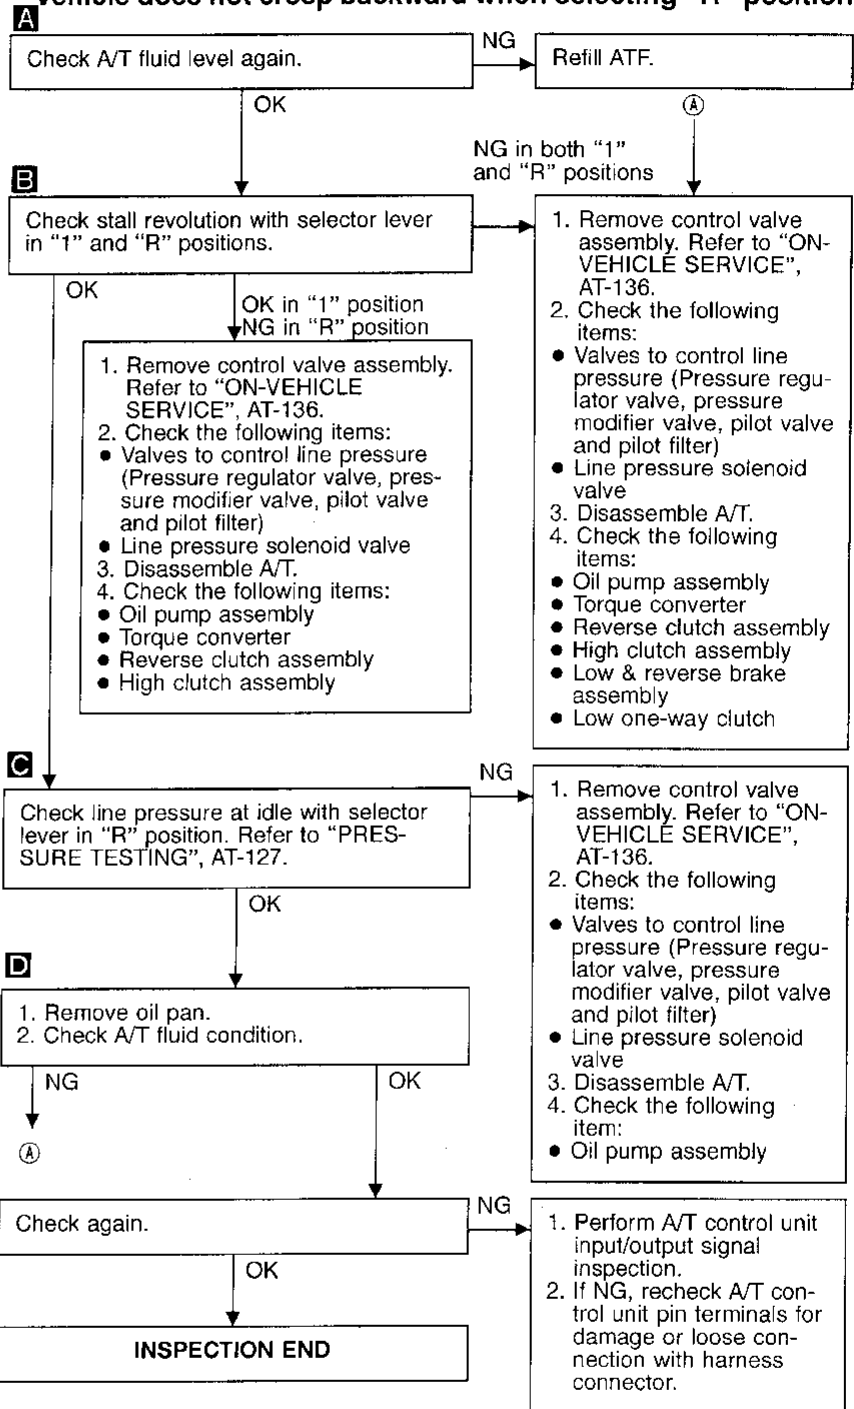 Vehicle does not creep backward when selecting "R" position
A
Check A/T fluid level again.
NG
Refill ATF.
OK
Ⓐ
NG in both "1"
and "R" positions
B
Check stall revolution with selector lever
in "1" and "R" positions.
OK
OK in "1" position
NG in "R" position
1. Remove control valve assembly.
Refer to "ON-VEHICLE
SERVICE", AT-136.
2. Check the following items:
● Valves to control line pressure
(Pressure regulator valve, pres-
sure modifier valve, pilot valve
and pilot filter)
● Line pressure solenoid valve
3. Disassemble A/T.
4. Check the following items:
● Oil pump assembly
● Torque converter
● Reverse clutch assembly
● High clutch assembly
1. Remove control valve
assembly. Refer to "ON-
VEHICLE SERVICE",
AT-136.
2. Check the following
items:
● Valves to control line
pressure (Pressure regu-
lator valve, pressure
modifier valve, pilot valve
and pilot filter)
● Line pressure solenoid
valve
3. Disassemble A/T.
4. Check the following
items:
● Oil pump assembly
● Torque converter
● Reverse clutch assembly
● High clutch assembly
● Low & reverse brake
assembly
● Low one-way clutch
C
Check line pressure at idle with selector
lever in "R" position. Refer to "PRES-
SURE TESTING", AT-127.
NG
1. Remove control valve
assembly. Refer to "ON-
VEHICLE SERVICE",
AT-136.
2. Check the following
items:
● Valves to control line
pressure (Pressure regu-
lator valve, pressure
modifier valve, pilot valve
and pilot filter)
● Line pressure solenoid
valve
3. Disassemble A/T.
4. Check the following
item:
● Oil pump assembly
OK
D
1. Remove oil pan.
2. Check A/T fluid condition.
NG
OK
Ⓐ
Check again.
NG
1. Perform A/T control unit
input/output signal
inspection.
2. If NG, recheck A/T con-
trol unit pin terminals for
damage or loose con-
nection with harness
connector.
OK
INSPECTION END